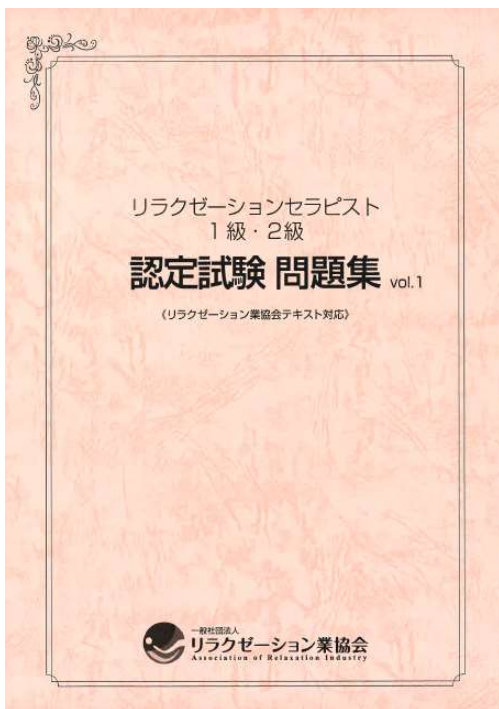 リラクゼーションセラピスト
1級・2級
認定試験 問題集 vol.1
《リラクゼーション業協会テキスト対応》
一般社団法人
リラクゼーション業協会
Association of Relaxation Industry